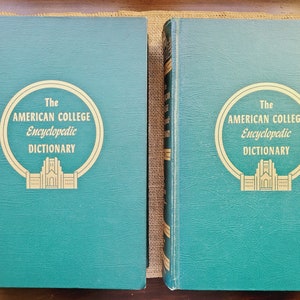 The
AMERICAN COLLEGE
Encyclopedic
DICTIONARY
The
AMERICAN COLLEGE
Encyclopedic
DICTIONARY